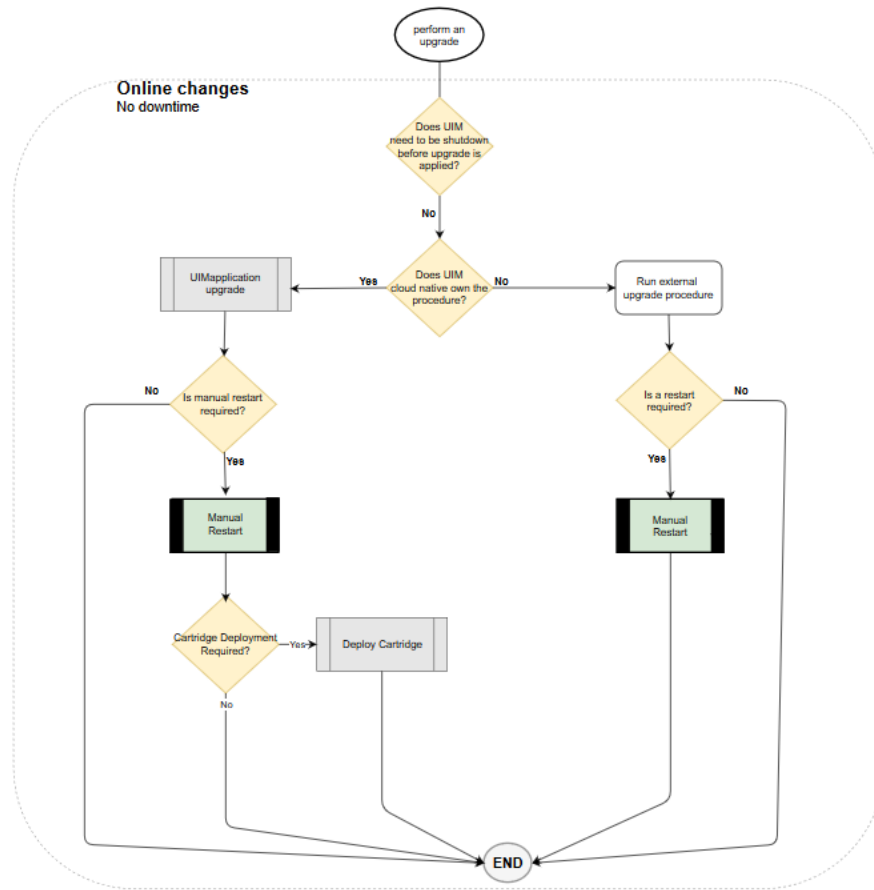 perform an
upgrade
Online changes
No downtime
Does UIM
need to be shutdown
before upgrade is
applied?
No
UIMapplication
upgrade
Yes
Does UIM
cloud native own the
procedure?
No
Run external
upgrade procedure
No
Is manual restart
required?
Yes
Is a restart
required?
No
Yes
Manual
Restart
Manual
Restart
Cartridge Deployment
Required?
Yes
Deploy Cartridge
No
END